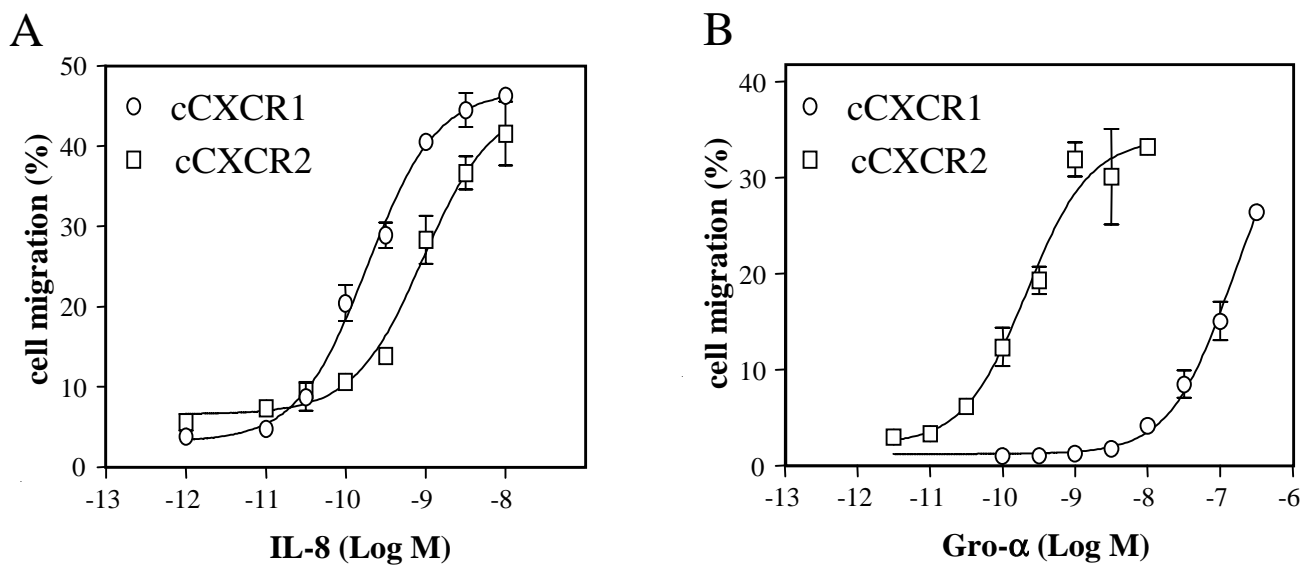 A
50
40
30
20
10
0
cell migration (%)
cCXCR1
cCXCR2
-13 -12 -11 -10 -9 -8
IL-8 (Log M)
B
40
30
20
10
0
cell migration (%)
cCXCR1
cCXCR2
-13 -12 -11 -10 -9 -8 -7 -6
Gro-α (Log M)